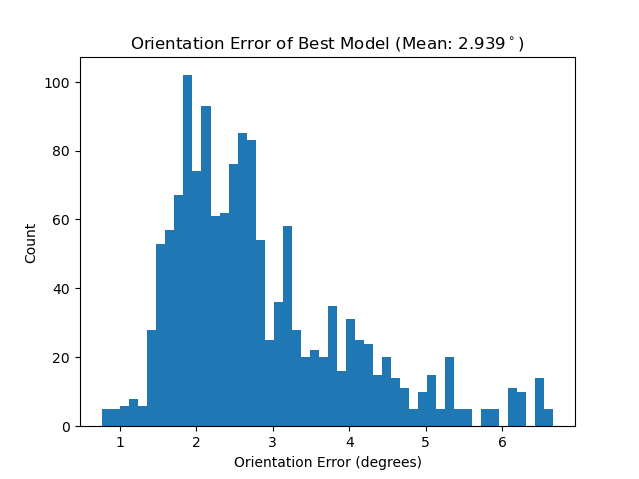 Orientation Error of Best Model (Mean: 2.939°)
100
80
60
40
20
0
Count
1 2 3 4 5 6
Orientation Error (degrees)